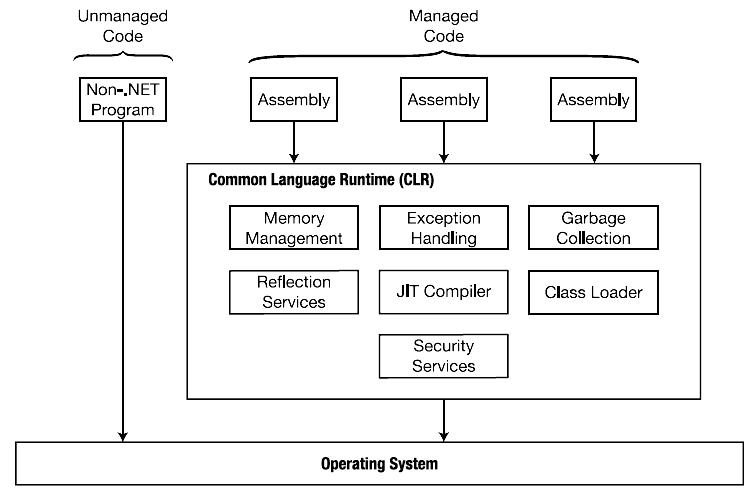 Unmanaged
Code
Managed
Code
Non-.NET
Program
Assembly
Assembly
Assembly
Common Language Runtime (CLR)
Memory
Management
Exception
Handling
Garbage
Collection
Reflection
Services
JIT Compiler
Class Loader
Security
Services
Operating System